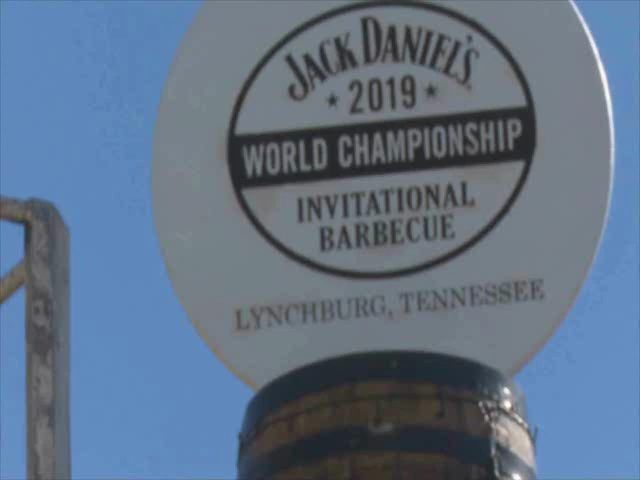 JACK DANIEL'S
★ 2019 ★
WORLD CHAMPIONSHIP
INVITATIONAL
BARBECUE
LYNCHBURG, TENNESSEE